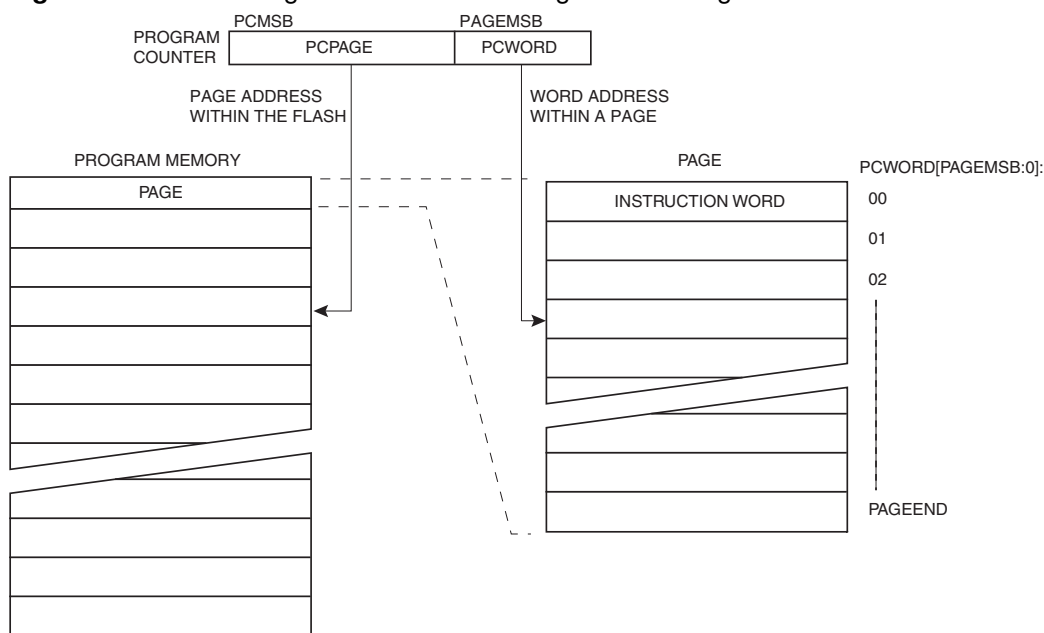 PCMSB PAGEMSB
PROGRAM
COUNTER
PCPAGE PCWORD
PAGE ADDRESS
WITHIN THE FLASH
WORD ADDRESS
WITHIN A PAGE
PROGRAM MEMORY
PAGE
PAGE
INSTRUCTION WORD
PCWORD[PAGEMSB:0]:
00
01
02
PAGEEND